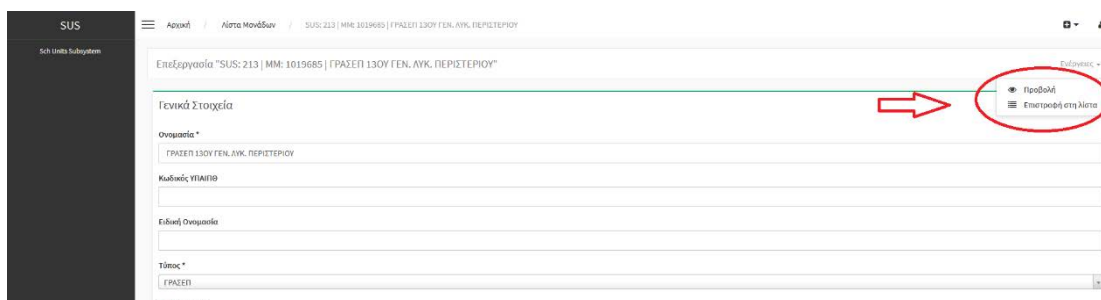 SUS
Sch Units Subsystem
Αρχική / Λίστα Μονάδων / SUS: 213 | MM: 1019685 | ΓΡΑΣΕΠ 13ΟΥ ΓΕΝ. ΛΥΚ. ΠΕΡΙΣΤΕΡΙΟΥ
Επεξεργασία "SUS: 213 | MM: 1019685 | ΓΡΑΣΕΠ 13ΟΥ ΓΕΝ. ΛΥΚ. ΠΕΡΙΣΤΕΡΙΟΥ"
Ενέργειες
Προβολή
Επιστροφή στη λίστα
Γενικά Στοιχεία
Ονομασία *
ΓΡΑΣΕΠ 13ΟΥ ΓΕΝ. ΛΥΚ. ΠΕΡΙΣΤΕΡΙΟΥ
Κωδικός ΥΠΑΙΠΘ
Ειδική Ονομασία
Τύπος *
ΓΡΑΣΕΠ